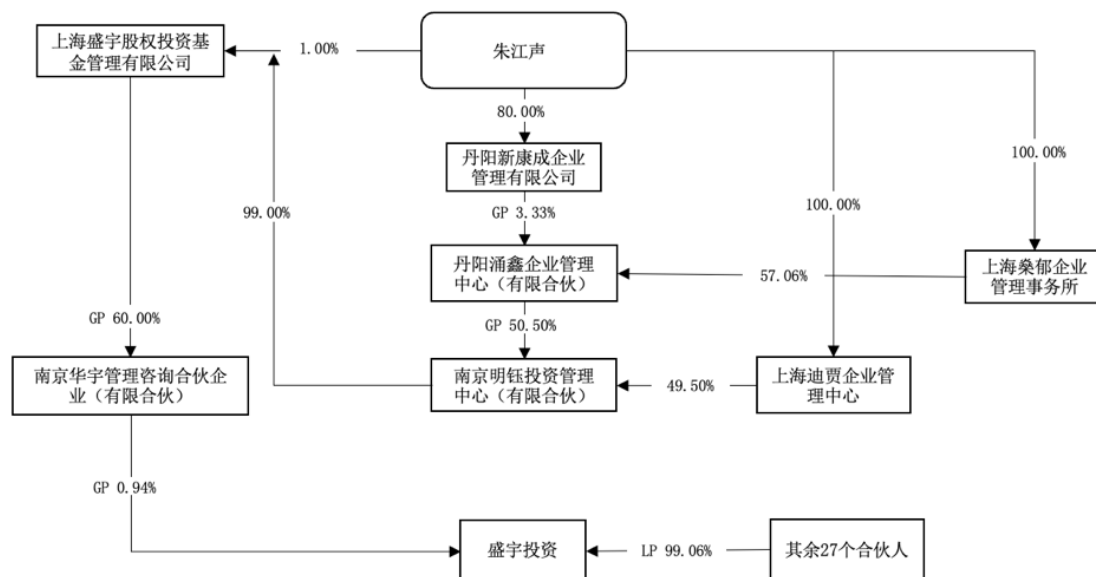 上海盛宇股权投资基
金管理有限公司
1.00%
朱江声
80.00%
丹阳新康成企业
管理有限公司
100.00%
99.00%
GP 3.33%
100.00%
丹阳涌鑫企业管理
中心（有限合伙）
57.06%
上海燊郁企业
管理事务所
GP 60.00%
GP 50.50%
南京华宇管理咨询合伙企
业（有限合伙）
南京明钰投资管理
中心（有限合伙）
49.50%
上海迪贾企业管
理中心
GP 0.94%
盛宇投资
LP 99.06%
其余27个合伙人